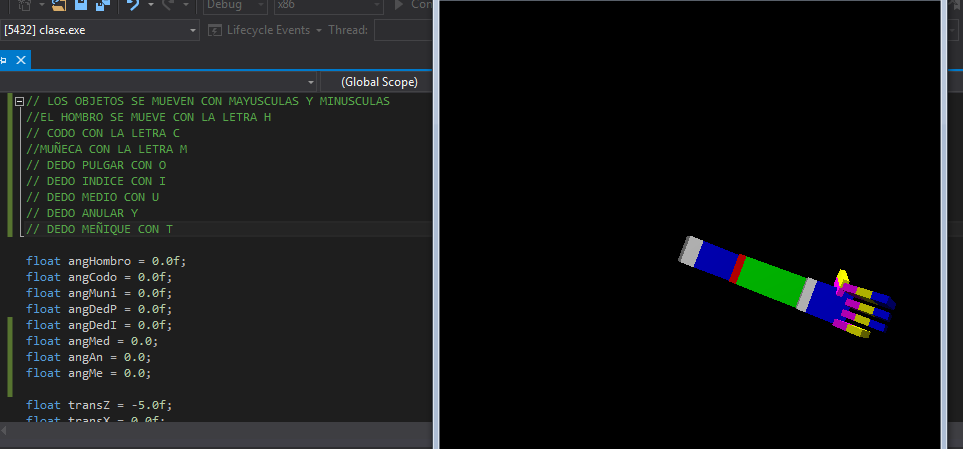 Debug
x86
Con
[5432] clase.exe
Lifecycle Events
Thread:
(Global Scope)
// LOS OBJETOS SE MUEVEN CON MAYUSCULAS Y MINUSCULAS
//EL HOMBRO SE MUEVE CON LA LETRA H
// CODO CON LA LETRA C
//MUÑECA CON LA LETRA M
// DEDO PULGAR CON O
// DEDO INDICE CON I
// DEDO MEDIO CON U
// DEDO ANULAR Y
// DEDO MEÑIQUE CON T
float angHombro = 0.0f;
float angCodo = 0.0f;
float angMuni = 0.0f;
float angDedP = 0.0f;
float angDedI = 0.0f;
float angMed = 0.0;
float angAn = 0.0;
float angMe = 0.0;
float transZ = -5.0f;
float transX = 0.0f;